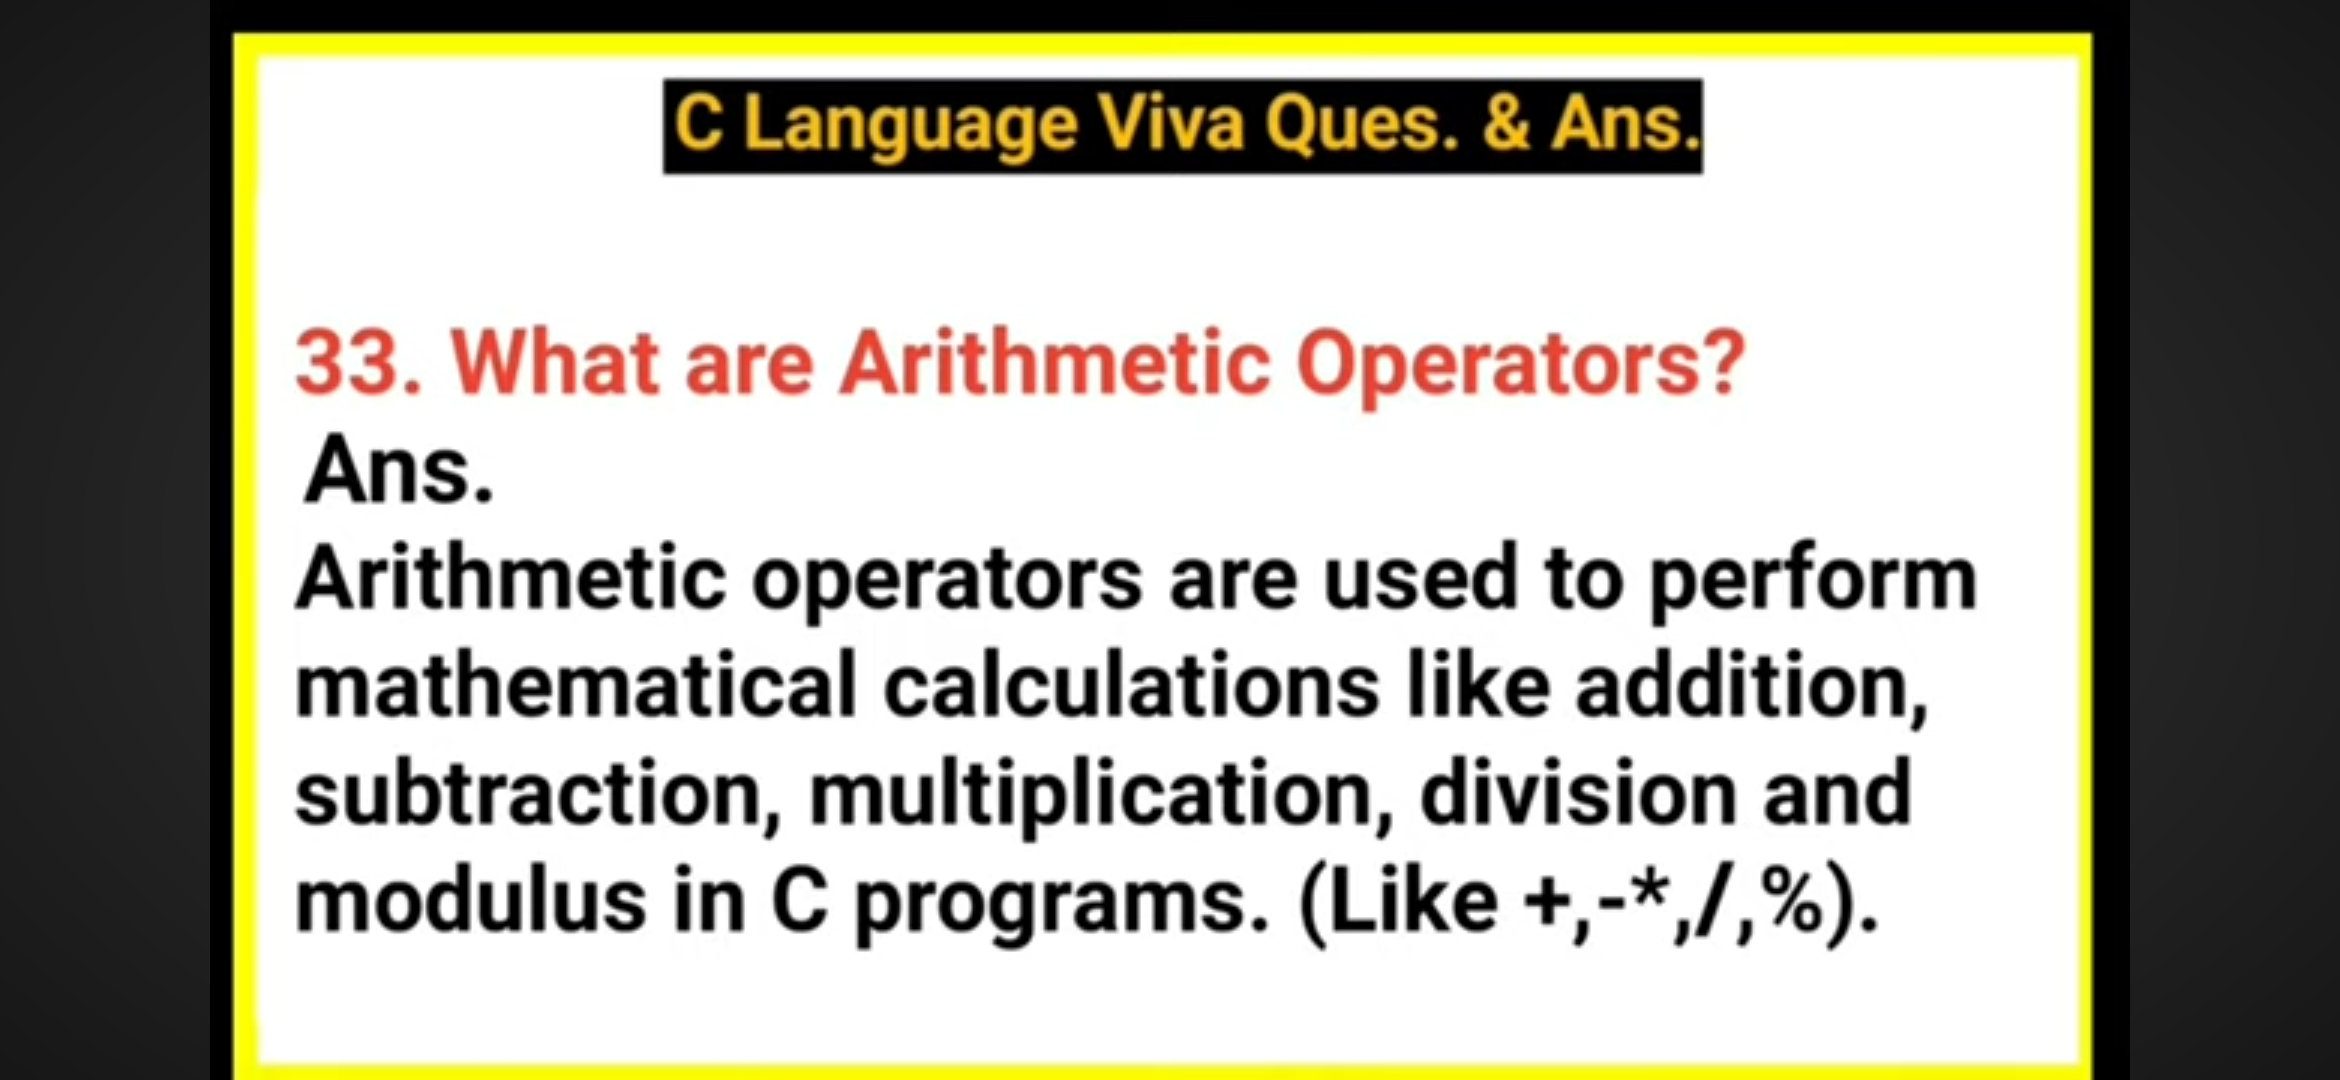 C Language Viva Ques. & Ans.
33. What are Arithmetic Operators?
Ans.
Arithmetic operators are used to perform
mathematical calculations like addition,
subtraction, multiplication, division and
modulus in C programs. (Like +,-*,/,%).